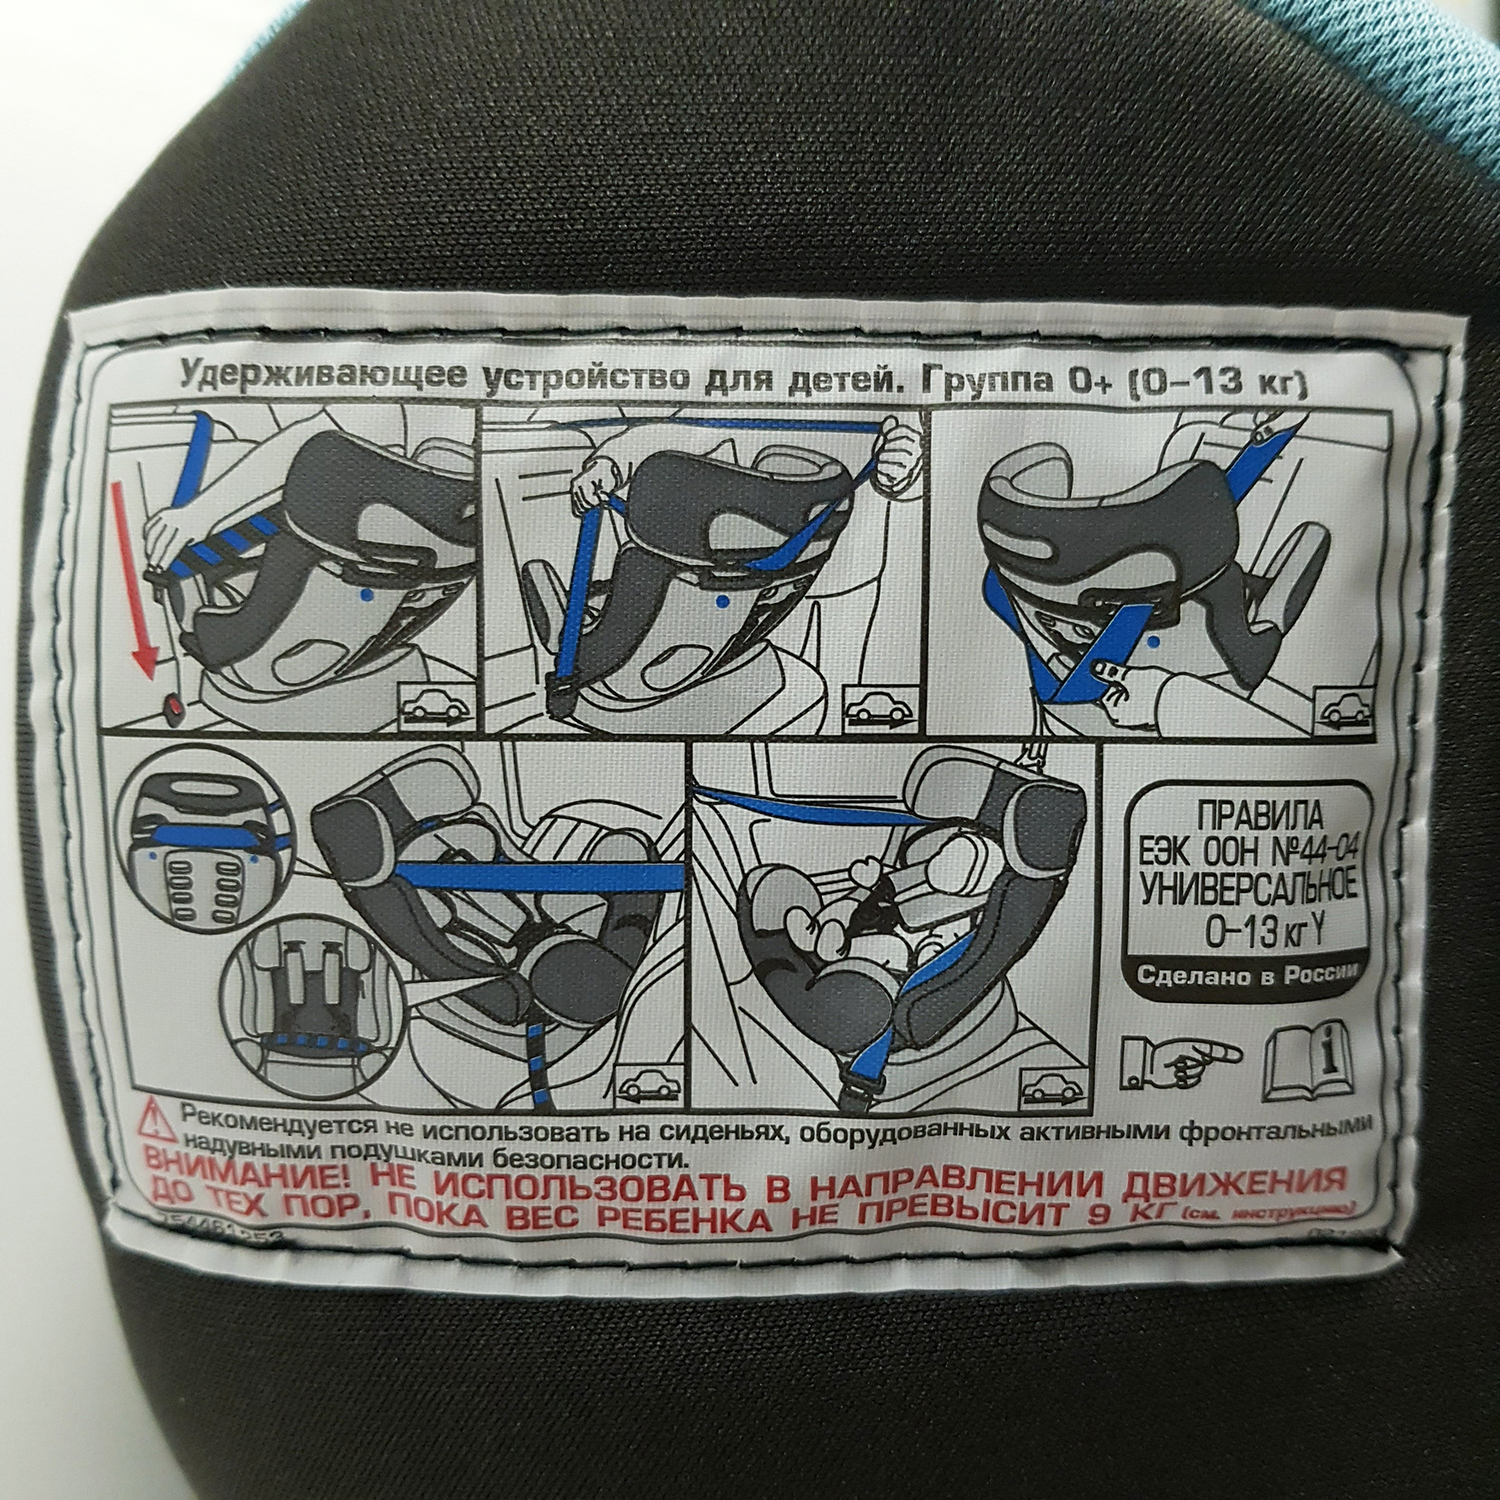 Удерживающее устройство для детей. Группа 0+ (0-13 кг)
ПРАВИЛА
ЕЭК ООН №44-04
УНИВЕРСАЛЬНОЕ
0-13 кг Y
Сделано в России
i
Рекомендуется не использовать на сиденьях, оборудованных активными фронтальными
надувными подушками безопасности.
ВНИМАНИЕ! НЕ ИСПОЛЬЗОВАТЬ В НАПРАВЛЕНИИ ДВИЖЕНИЯ
ДО ТЕХ ПОР, ПОКА ВЕС РЕБЕНКА НЕ ПРЕВЫСИТ 9 КГ (см. инструкцию)